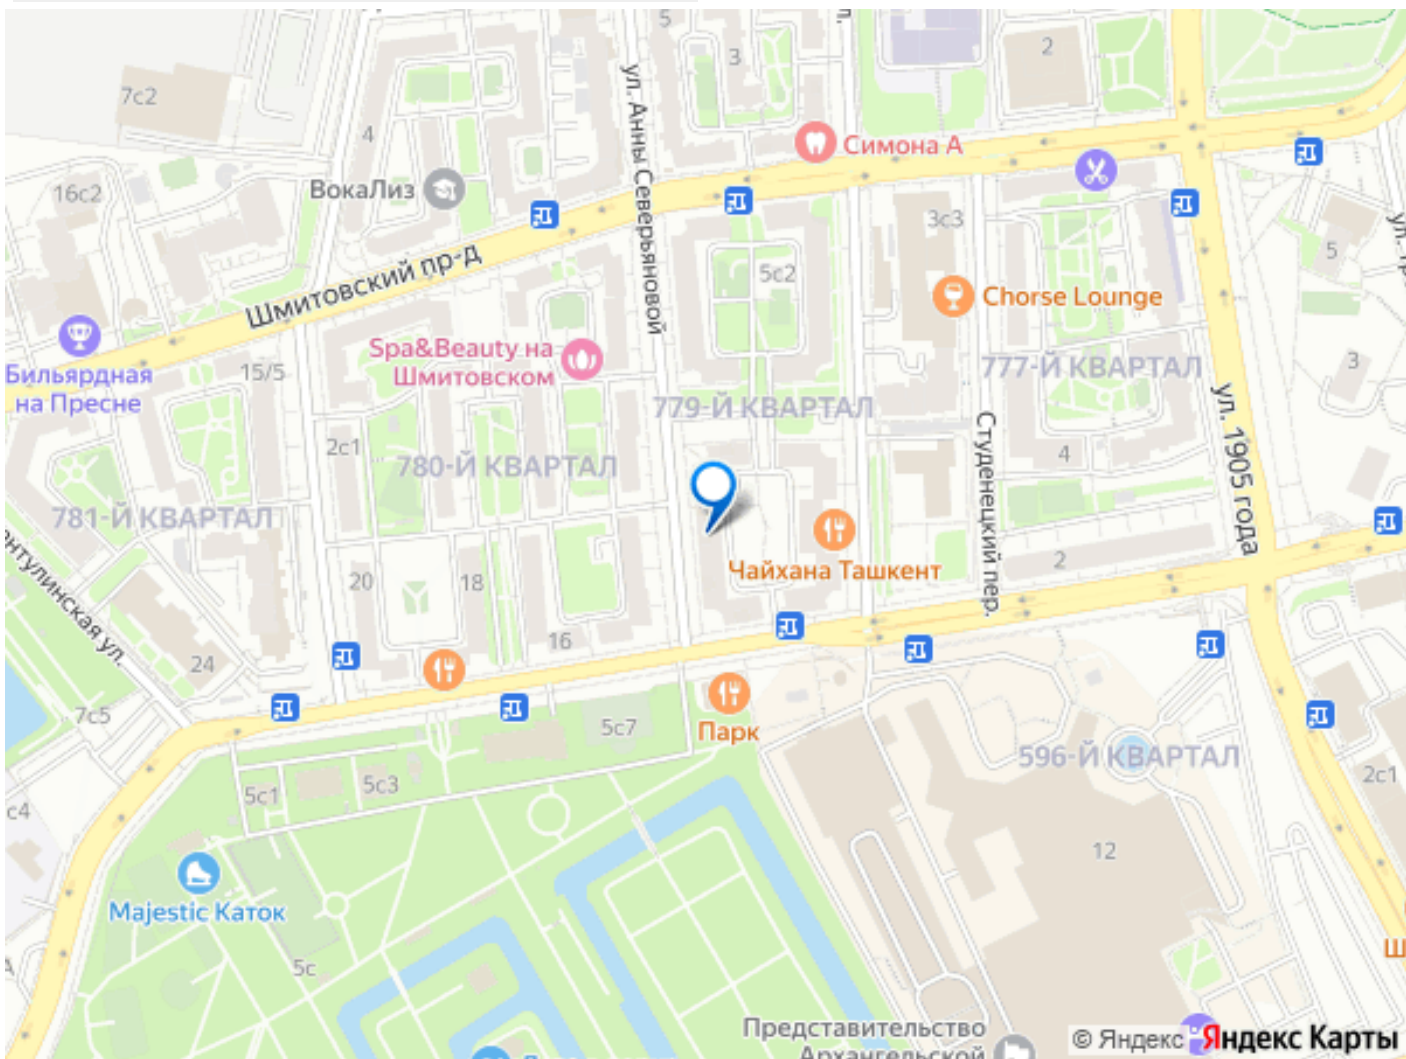 5
л.
2
3
7с2
4
ул. Анны Северьяновой
Симона А
16с2
ВокаЛиз
3с3
5
Шмитовский пр-д
5с2
Chorse Lounge
Бильярдная
на Пресне
15/5
Spa&Beauty на
Шмитовском
777-Й КВАРТАЛ
3
779-Й КВАРТАЛ
ул. 1905 года
2с1
780-Й КВАРТАЛ
Студенецкий пер.
4
781-Й КВАРТАЛ
ентулинская ул.
20
18
Чайхана Ташкент
2
16
24
7с5
5с7
Парк
596-Й КВАРТАЛ
2с1
5с1
5с3
с4
12
Majestic Каток
Ш
5с
Представительство
Архангельской
© Яндекс
Яндекс Карты